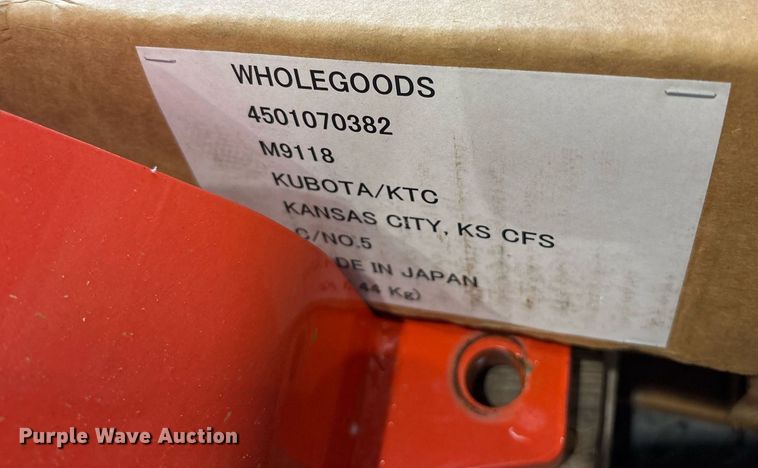 WHOLEGOODS
4501070382
M9118
KUBOTA/KTC
KANSAS CITY, KS CFS
C/NO.5
DE IN JAPAN
44 Kg)
Purple Wave Auction